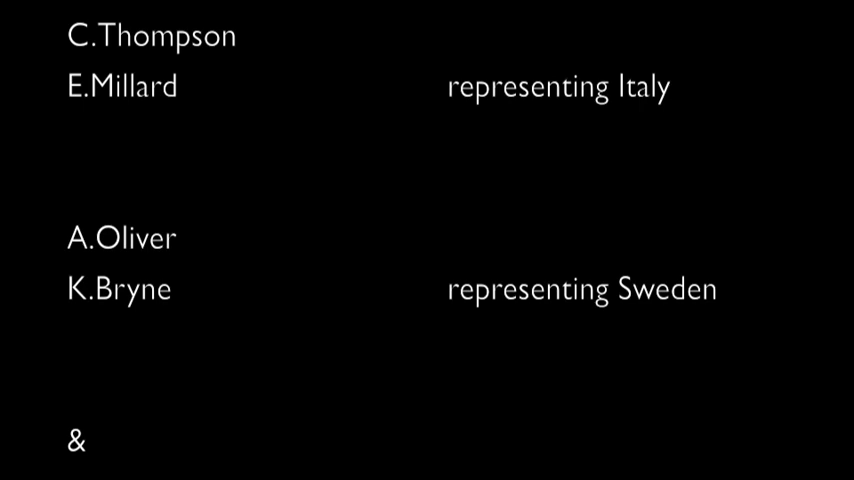 C.Thompson
E.Millard representing Italy
A.Oliver
K.Bryne representing Sweden
&